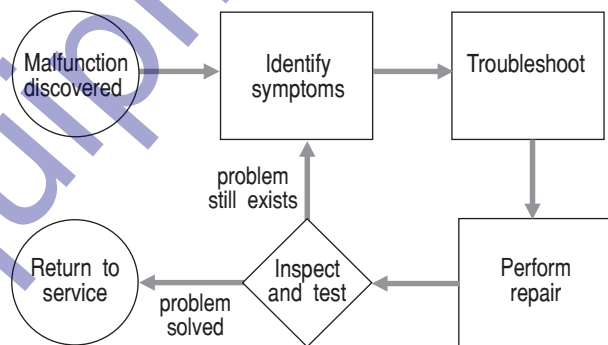 Malfunction
discovered
Identify
symptoms
Troubleshoot
problem
still exists
Return to
service
problem
solved
Inspect
and test
Perform
repair